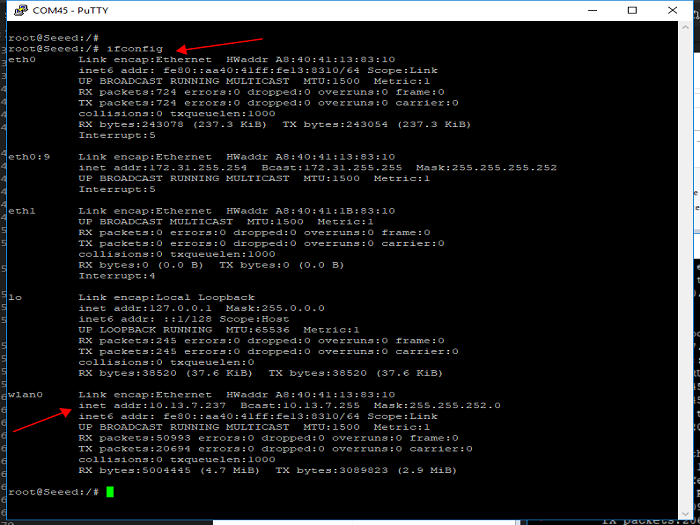 COM45 - PuTTY
root@Seeed:/#
root@Seeed:/# ifconfig
eth0 Link encap:Ethernet HWaddr A8:40:41:13:83:10
inet6 addr: fe80::aa40:41ff:fe13:8310/64 Scope:Link
UP BROADCAST RUNNING MULTICAST MTU:1500 Metric:1
RX packets:724 errors:0 dropped:0 overruns:0 frame:0
TX packets:724 errors:0 dropped:0 overruns:0 carrier:0
collisions:0 txqueuelen:1000
RX bytes:243078 (237.3 KiB) TX bytes:243054 (237.3 KiB)
Interrupt:5
eth0:9 Link encap:Ethernet HWaddr A8:40:41:13:83:10
inet addr:172.31.255.254 Bcast:172.31.255.255 Mask:255.255.255.252
UP BROADCAST RUNNING MULTICAST MTU:1500 Metric:1
Interrupt:5
eth1 Link encap:Ethernet HWaddr A8:40:41:1B:83:10
UP BROADCAST MULTICAST MTU:1500 Metric:1
RX packets:0 errors:0 dropped:0 overruns:0 frame:0
TX packets:0 errors:0 dropped:0 overruns:0 carrier:0
collisions:0 txqueuelen:1000
RX bytes:0 (0.0 B) TX bytes:0 (0.0 B)
Interrupt:4
lo Link encap:Local Loopback
inet addr:127.0.0.1 Mask:255.0.0.0
inet6 addr: ::1/128 Scope:Host
UP LOOPBACK RUNNING MTU:65536 Metric:1
RX packets:245 errors:0 dropped:0 overruns:0 frame:0
TX packets:245 errors:0 dropped:0 overruns:0 carrier:0
collisions:0 txqueuelen:0
RX bytes:38520 (37.6 KiB) TX bytes:38520 (37.6 KiB)
wlan0 Link encap:Ethernet HWaddr A8:40:41:13:83:10
inet addr:10.13.7.237 Bcast:10.13.7.255 Mask:255.255.252.0
inet6 addr: fe80::aa40:41ff:fe13:8310/64 Scope:Link
UP BROADCAST RUNNING MULTICAST MTU:1500 Metric:1
RX packets:50993 errors:0 dropped:0 overruns:0 frame:0
TX packets:20694 errors:0 dropped:0 overruns:0 carrier:0
collisions:0 txqueuelen:1000
RX bytes:5004445 (4.7 MiB) TX bytes:3089823 (2.9 MiB)
root@Seeed:/#